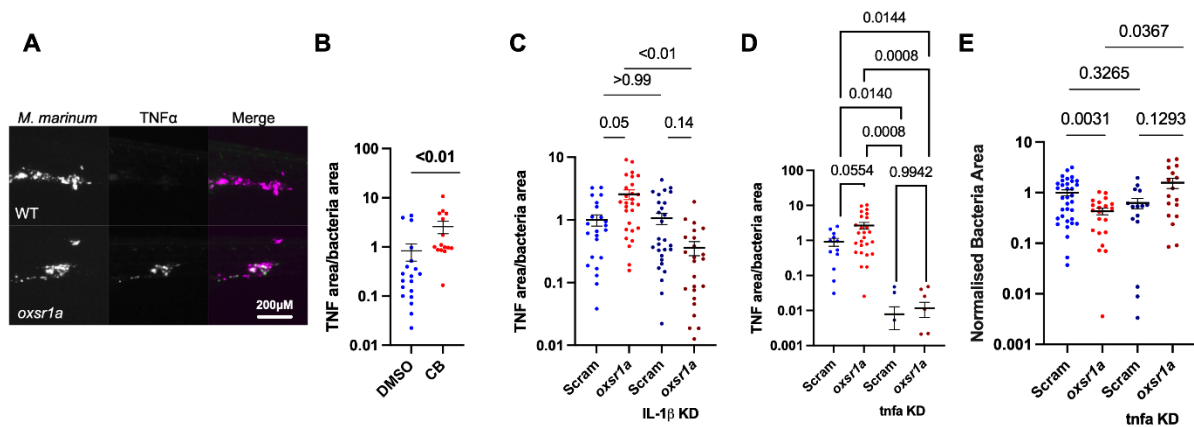 A
M. marinum TNFα Merge
WT
oxsr1a
200μM
B
TNF area/bacteria area
100
10
1
0.1
0.01
<0.01
DMSO
CB
C
TNF area/bacteria area
10
1
0.1
0.01
<0.01
>0.99
0.05
0.14
Scram
oxsr1a
Scram
oxsr1a
IL-1β KD
D
TNF area/bacteria area
100
10
1
0.1
0.01
0.001
0.0144
0.0008
0.0140
0.0008
0.0554
0.9942
Scram
oxsr1a
Scram
oxsr1a
tnfa KD
E
Normalised Bacteria Area
10
1
0.1
0.01
0.001
0.0367
0.3265
0.0031
0.1293
Scram
oxsr1a
Scram
oxsr1a
tnfa KD